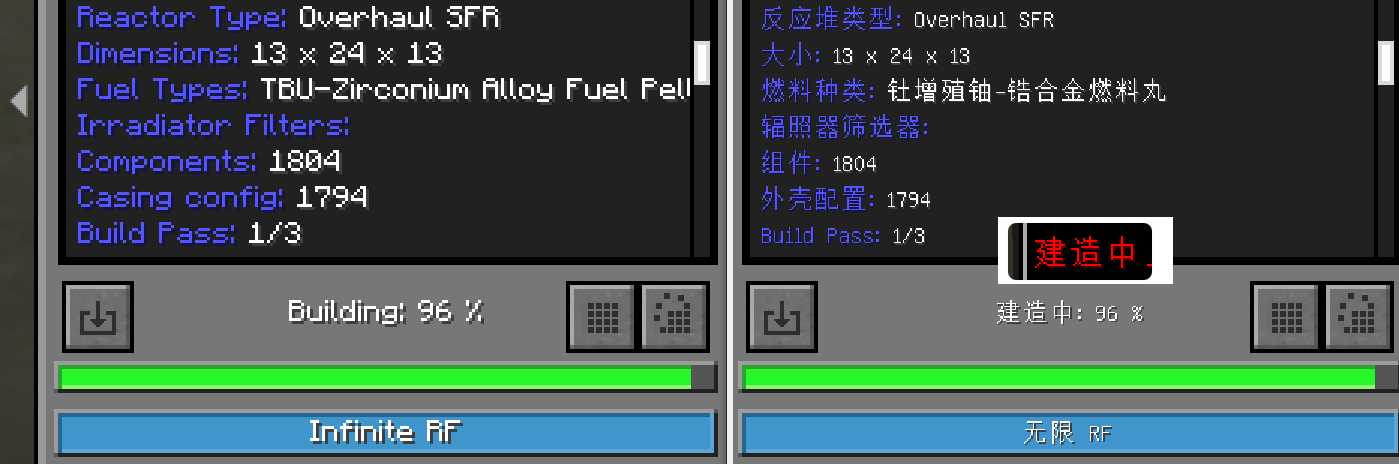 Reactor Type: Overhaul SFR
Dimensions: 13 x 24 x 13
Fuel Types: TBU-Zirconium Alloy Fuel Pell
Irradiator Filters:
Components: 1804
Casing config: 1794
Build Pass: 1/3
Building: 96 %
Infinite RF
反应堆类型: Overhaul SFR
大小: 13 x 24 x 13
燃料种类: 钍增殖铀-锆合金燃料丸
辐照器筛选器:
组件: 1804
外壳配置: 1794
Build Pass: 1/3
建造中
建造中: 96 %
无限 RF